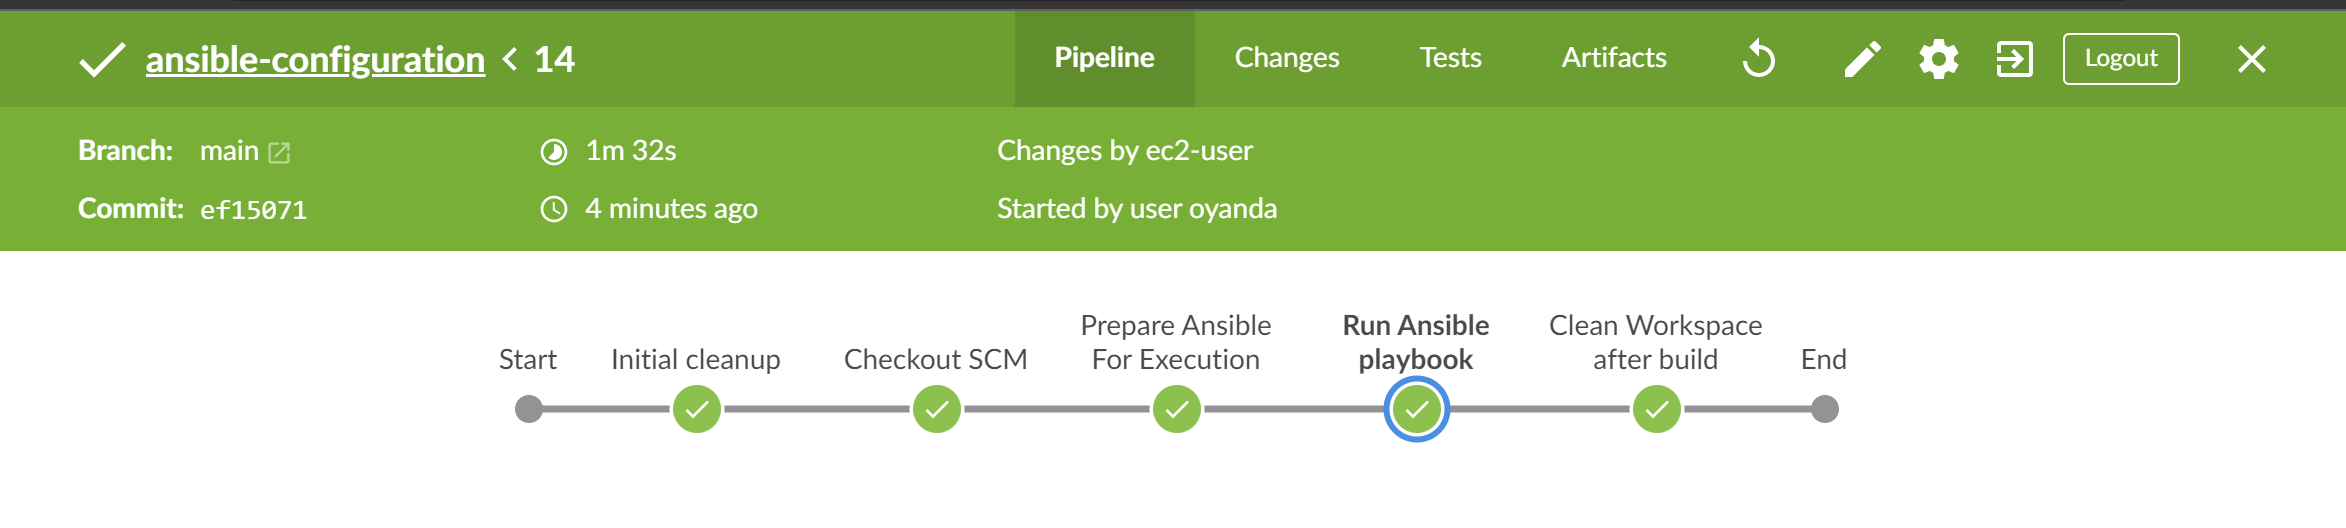 ansible-configuration < 14
Pipeline
Changes
Tests
Artifacts
Logout
Branch: main
1m 32s
Changes by ec2-user
Commit: ef15071
4 minutes ago
Started by user oyanda
Start
Initial cleanup
Checkout SCM
Prepare Ansible
For Execution
Run Ansible
playbook
Clean Workspace
after build
End